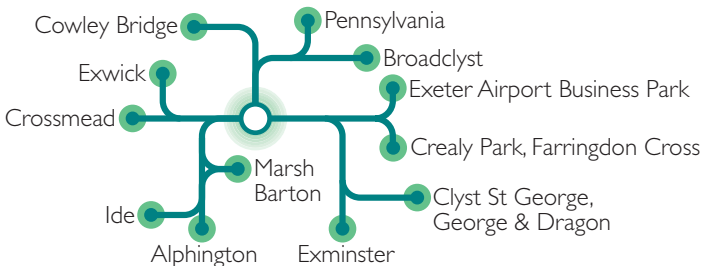 Pennsylvania
Cowley Bridge
Broadclyst
Exwick
Exeter Airport Business Park
Crossmead
Crealy Park, Farringdon Cross
Marsh
Barton
Clyst St George,
George & Dragon
Ide
Alphington
Exminster